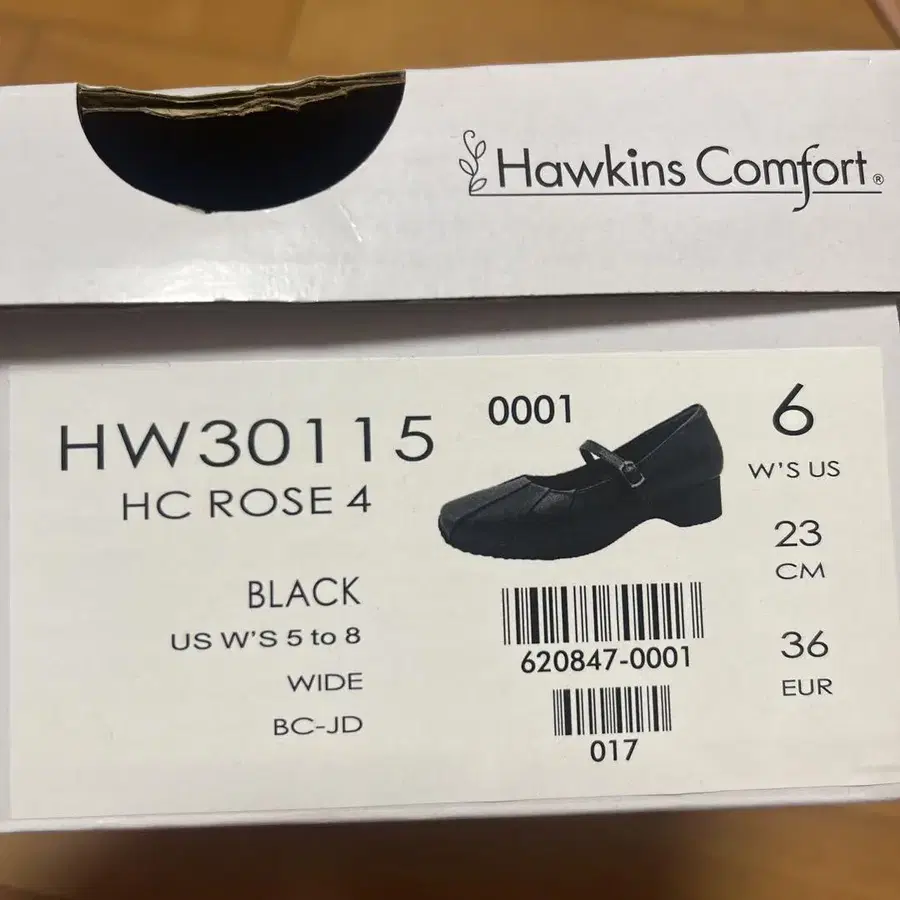 Hawkins Comfort®
HW30115
HC ROSE 4
BLACK
US W'S 5 to 8
WIDE
BC-JD
0001
620847-0001
017
6
W'S US
23
CM
36
EUR